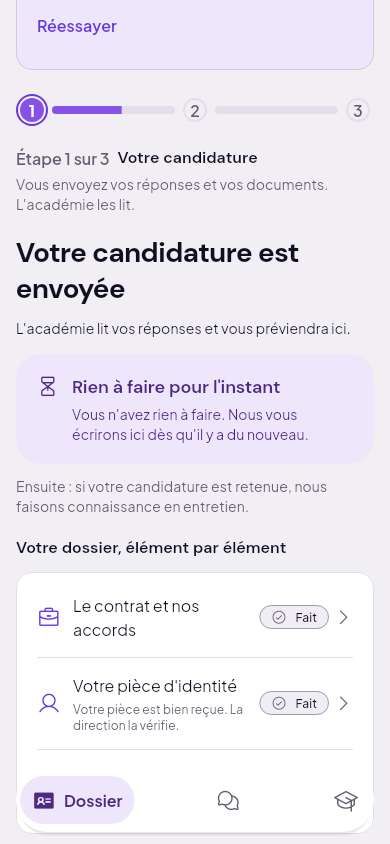 Réessayer
1
2
3
Étape 1 sur 3 Votre candidature
Vous envoyez vos réponses et vos documents.
L'académie les lit.
Votre candidature est
envoyée
L'académie lit vos réponses et vous préviendra ici.
Rien à faire pour l'instant
Vous n'avez rien à faire. Nous vous
écrirons ici dès qu'il y a du nouveau.
Ensuite : si votre candidature est retenue, nous
faisons connaissance en entretien.
Votre dossier, élément par élément
Le contrat et nos
accords
Fait
Votre pièce d'identité
Votre pièce est bien reçue. La
direction la vérifie.
Fait
Dossier